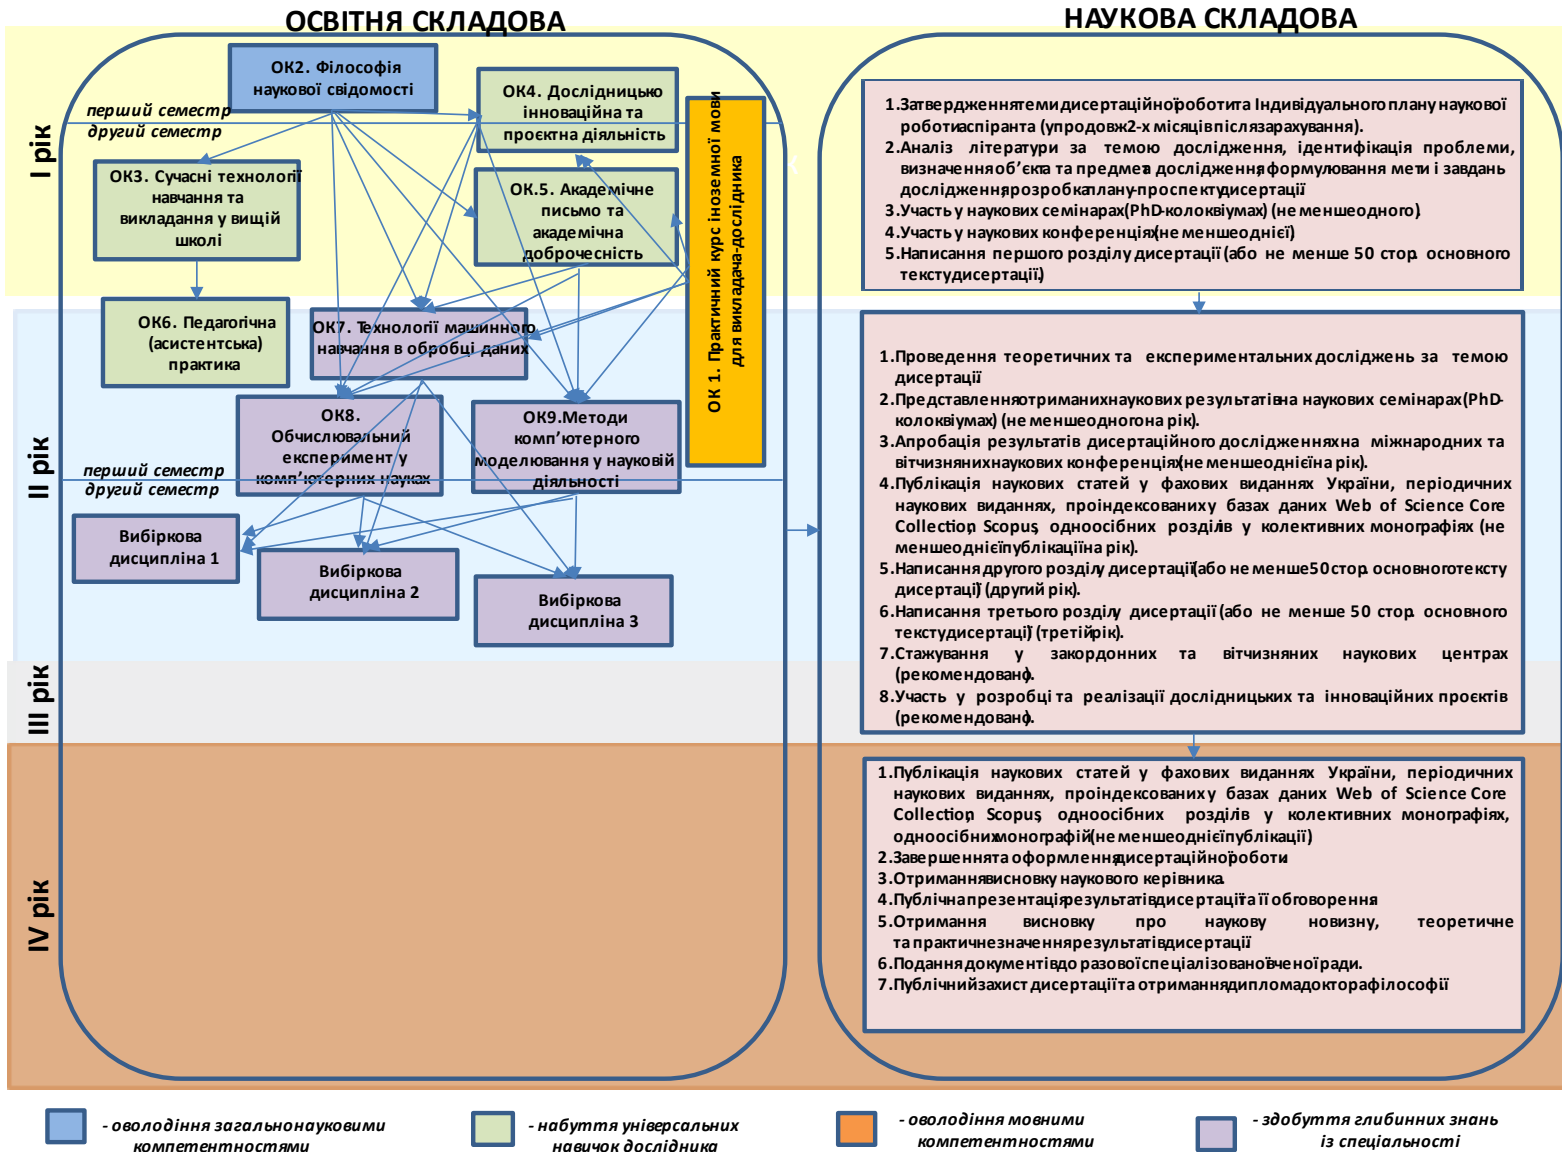 ОСВІТНЯ СКЛАДОВА
НАУКОВА СКЛАДОВА
I рік
II рік
III рік
IV рік
перший семестр
другий семестр
ОК2. Філософія
наукової свідомості
ОК4. Дослідницько
інноваційна та
проєктна діяльність
ОК3. Сучасні технології
навчання та
викладання у вищій
школі
ОК.5. Академічне
письмо та
академічна
доброчесність
ОК 1. Практичний курс іноземної мови
для викладача-дослідника
ОК6. Педагогічна
(асистентська)
практика
ОК7. Технології машинного
навчання в обробці даних
ОК8.
Обчислювальний
експеримент у
комп’ютерних науках
ОК9.Методи
комп’ютерного
моделювання у науковій
діяльності
перший семестр
другий семестр
Вибіркова
дисципліна 1
Вибіркова
дисципліна 2
Вибіркова
дисципліна 3
1.Затвердження теми дисертаційної роботи та Індивідуального плану наукової
роботи аспіранта (упродовж 2-х місяців після зарахування).
2.Аналіз літератури за темою дослідження, ідентифікація проблеми,
визначення об’єкта та предмета дослідження, формулювання мети і завдань
дослідження, розробка плану-проспекту дисертації
3.Участь у наукових семінарах (PhD-колоквіумах) (не менше одного)
4.Участь у наукових конференціях (не менше однієї)
5.Написання першого розділу дисертації (або не менше 50 стор. основного
тексту дисертації.)
1.Проведення теоретичних та експериментальних досліджень за темою
дисертації.
2.Представлення отриманих наукових результатів на наукових семінарах (PhD-
колоквіумах) (не менше одного на рік).
3.Апробація результатів дисертаційного дослідження на міжнародних та
вітчизняних наукових конференціях (не менше однієї на рік).
4.Публікація наукових статей у фахових виданнях України, періодичних
наукових виданнях, проіндексованих у базах даних Web of Science Core
Collection, Scopus, одноосібних розділів у колективних монографіях (не
менше однієї публікації на рік).
5.Написання другого розділу дисертації (або не менше 50 стор. основного тексту
дисертації) (другий рік).
6.Написання третього розділу дисертації (або не менше 50 стор. основного
тексту дисертації) (третій рік).
7.Стажування у закордонних та вітчизняних наукових центрах
(рекомендовано).
8.Участь у розробці та реалізації дослідницьких та інноваційних проєктів
(рекомендовано).
1.Публікація наукових статей у фахових виданнях України, періодичних
наукових виданнях, проіндексованих у базах даних Web of Science Core
Collection, Scopus, одноосібних розділів у колективних монографіях,
одноосібних монографій (не менше однієї публікації)
2.Завершення та оформлення дисертаційної роботи.
3.Отримання висновку наукового керівника.
4.Публічна презентація результатів дисертації та її обговорення.
5.Отримання висновку про наукову новизну, теоретичне
та практичне значення результатів дисертації.
6.Подання документів до разової спеціалізованої вченої ради.
7.Публічний захист дисертації та отримання диплома доктора філософії.
- оволодіння загальнонауковими
компетентностями
- набуття універсальних
навичок дослідника
- оволодіння мовними
компетентностями
- здобуття глибинних знань
із спеціальності